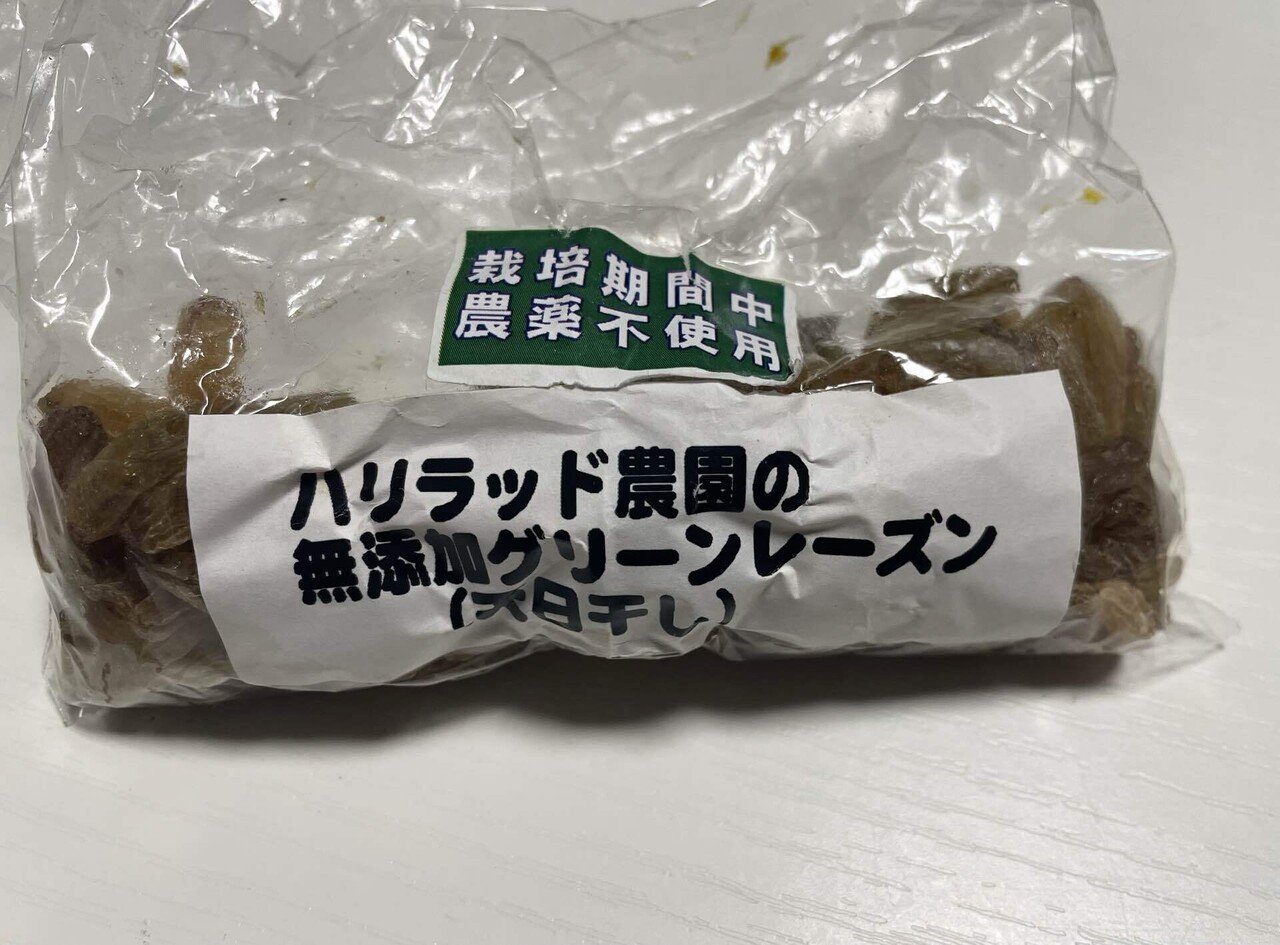 栽培期間中
農薬不使用
ハリラッド農園の
無添加グリーンレーズン
(天日干し)